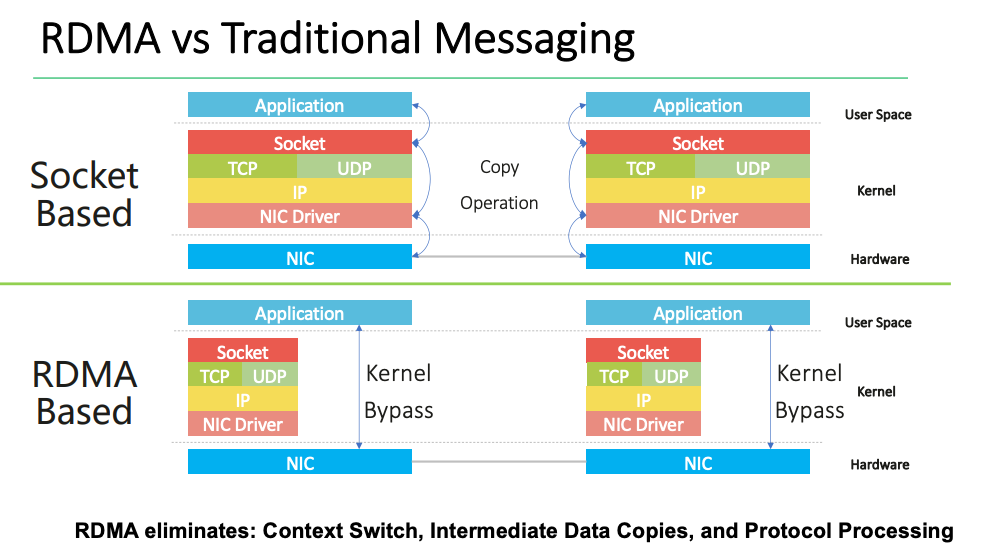 RDMA vs Traditional Messaging
Application
Application
User Space
Socket
Socket
TCP UDP
Copy
TCP UDP
Socket
Based
IP
Operation
IP
Kernel
NIC Driver
NIC Driver
NIC
NIC
Hardware
Application
Application
User Space
Socket
Socket
TCP UDP
Kernel
TCP UDP
Kernel
RDMA
Based
IP
Bypass
IP
Bypass
Kernel
NIC Driver
NIC Driver
NIC
NIC
Hardware
RDMA eliminates: Context Switch, Intermediate Data Copies, and Protocol Processing